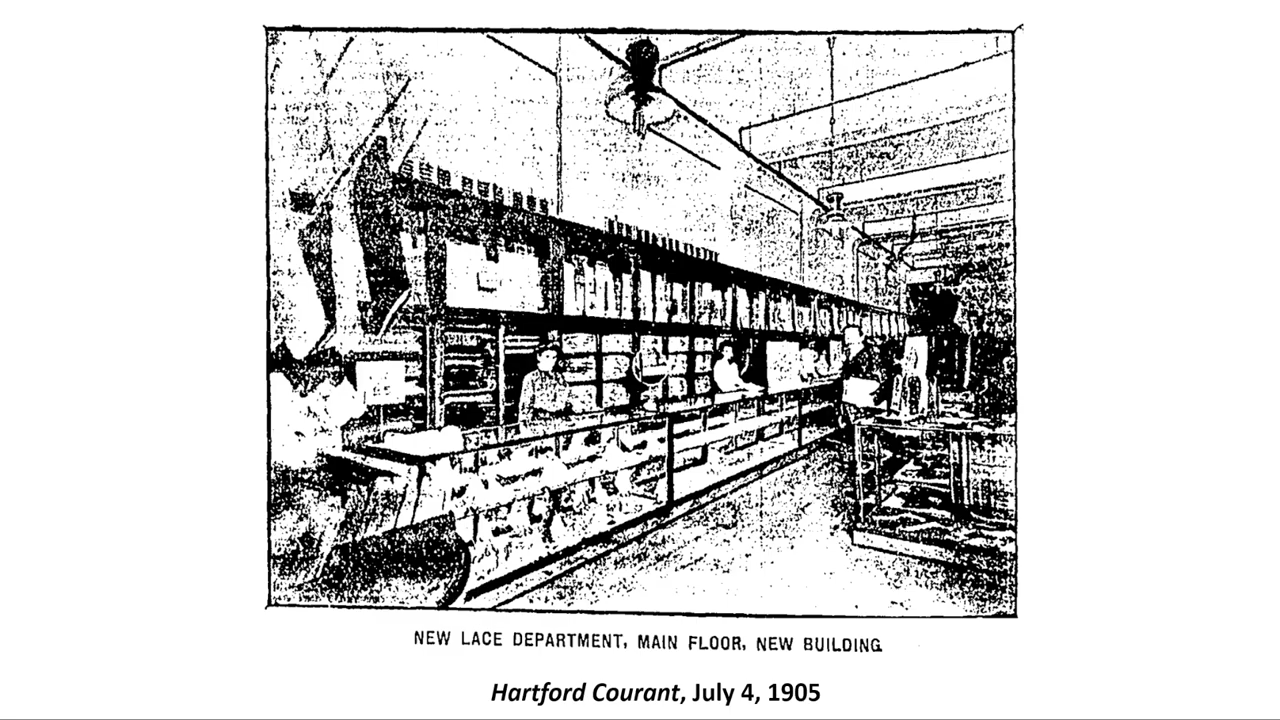 NEW LACE DEPARTMENT, MAIN FLOOR, NEW BUILDING
Hartford Courant, July 4, 1905